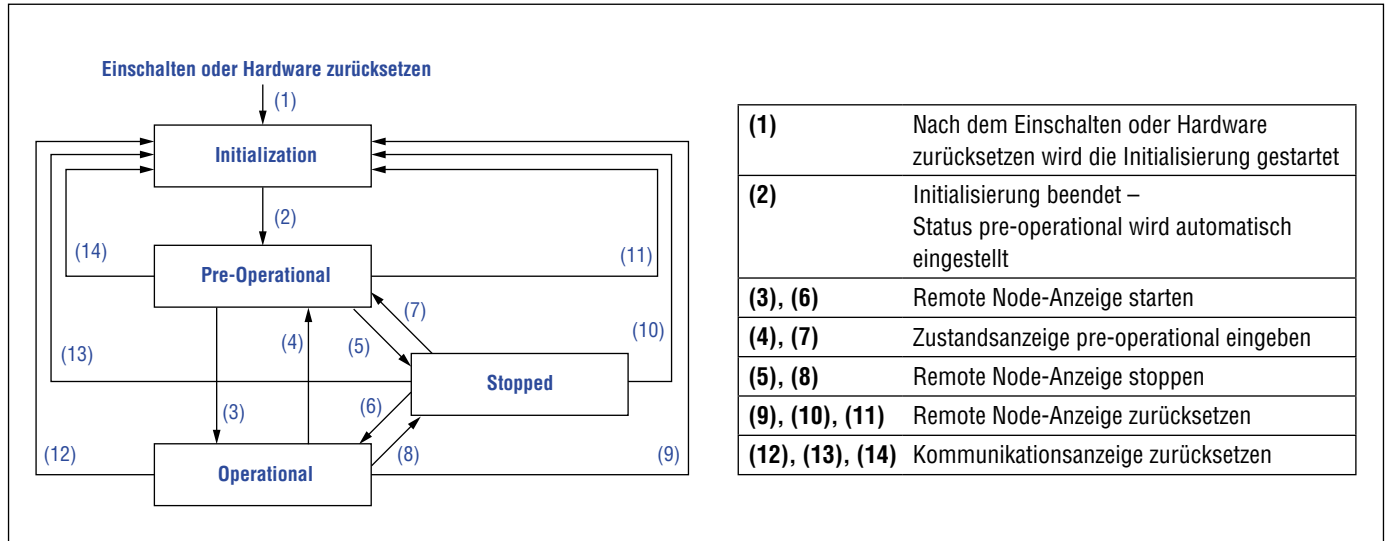 Einschalten oder Hardware zurücksetzen
(1)
Initialization
(2)
(14)
(11)
Pre-Operational
(7)
(13)
(4)
(5)
(10)
Stopped
(3)
(6)
(12)
(8)
(9)
Operational
(1) Nach dem Einschalten oder Hardware
zurücksetzen wird die Initialisierung gestartet
(2) Initialisierung beendet –
Status pre-operational wird automatisch
eingestellt
(3), (6) Remote Node-Anzeige starten
(4), (7) Zustandsanzeige pre-operational eingeben
(5), (8) Remote Node-Anzeige stoppen
(9), (10), (11) Remote Node-Anzeige zurücksetzen
(12), (13), (14) Kommunikationsanzeige zurücksetzen